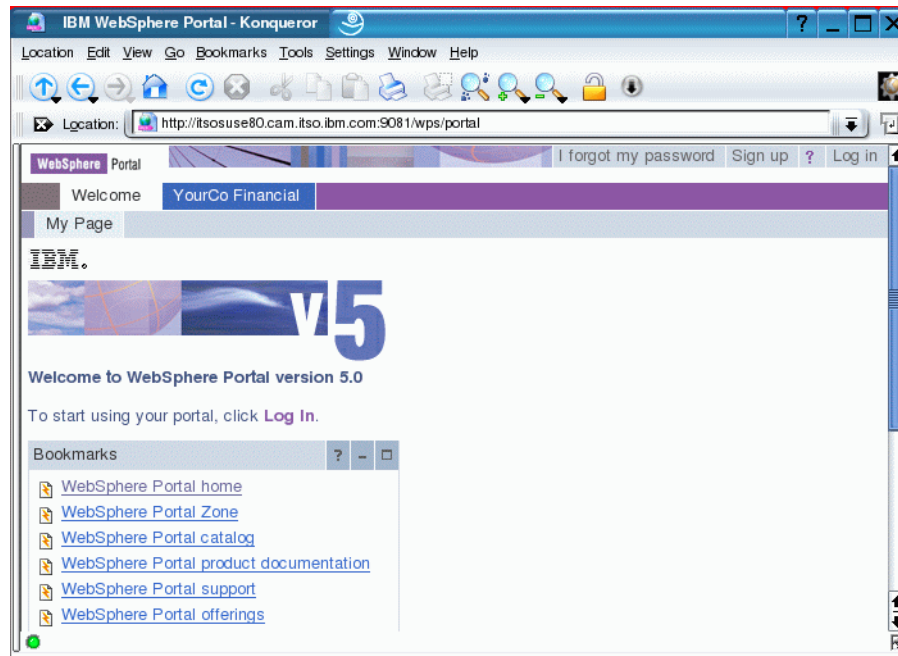 IBM WebSphere Portal - Konqueror
? _
Location Edit View Go Bookmarks Tools Settings Window Help
Location: http://itsosuse80.cam.itso.ibm.com:9081/wps/portal
WebSphere Portal I forgot my password Sign up ? Log in
Welcome YourCo Financial
My Page
IBM.
v5
Welcome to WebSphere Portal version 5.0
To start using your portal, click Log In.
Bookmarks ? –
WebSphere Portal home
WebSphere Portal Zone
WebSphere Portal catalog
WebSphere Portal product documentation
WebSphere Portal support
WebSphere Portal offerings